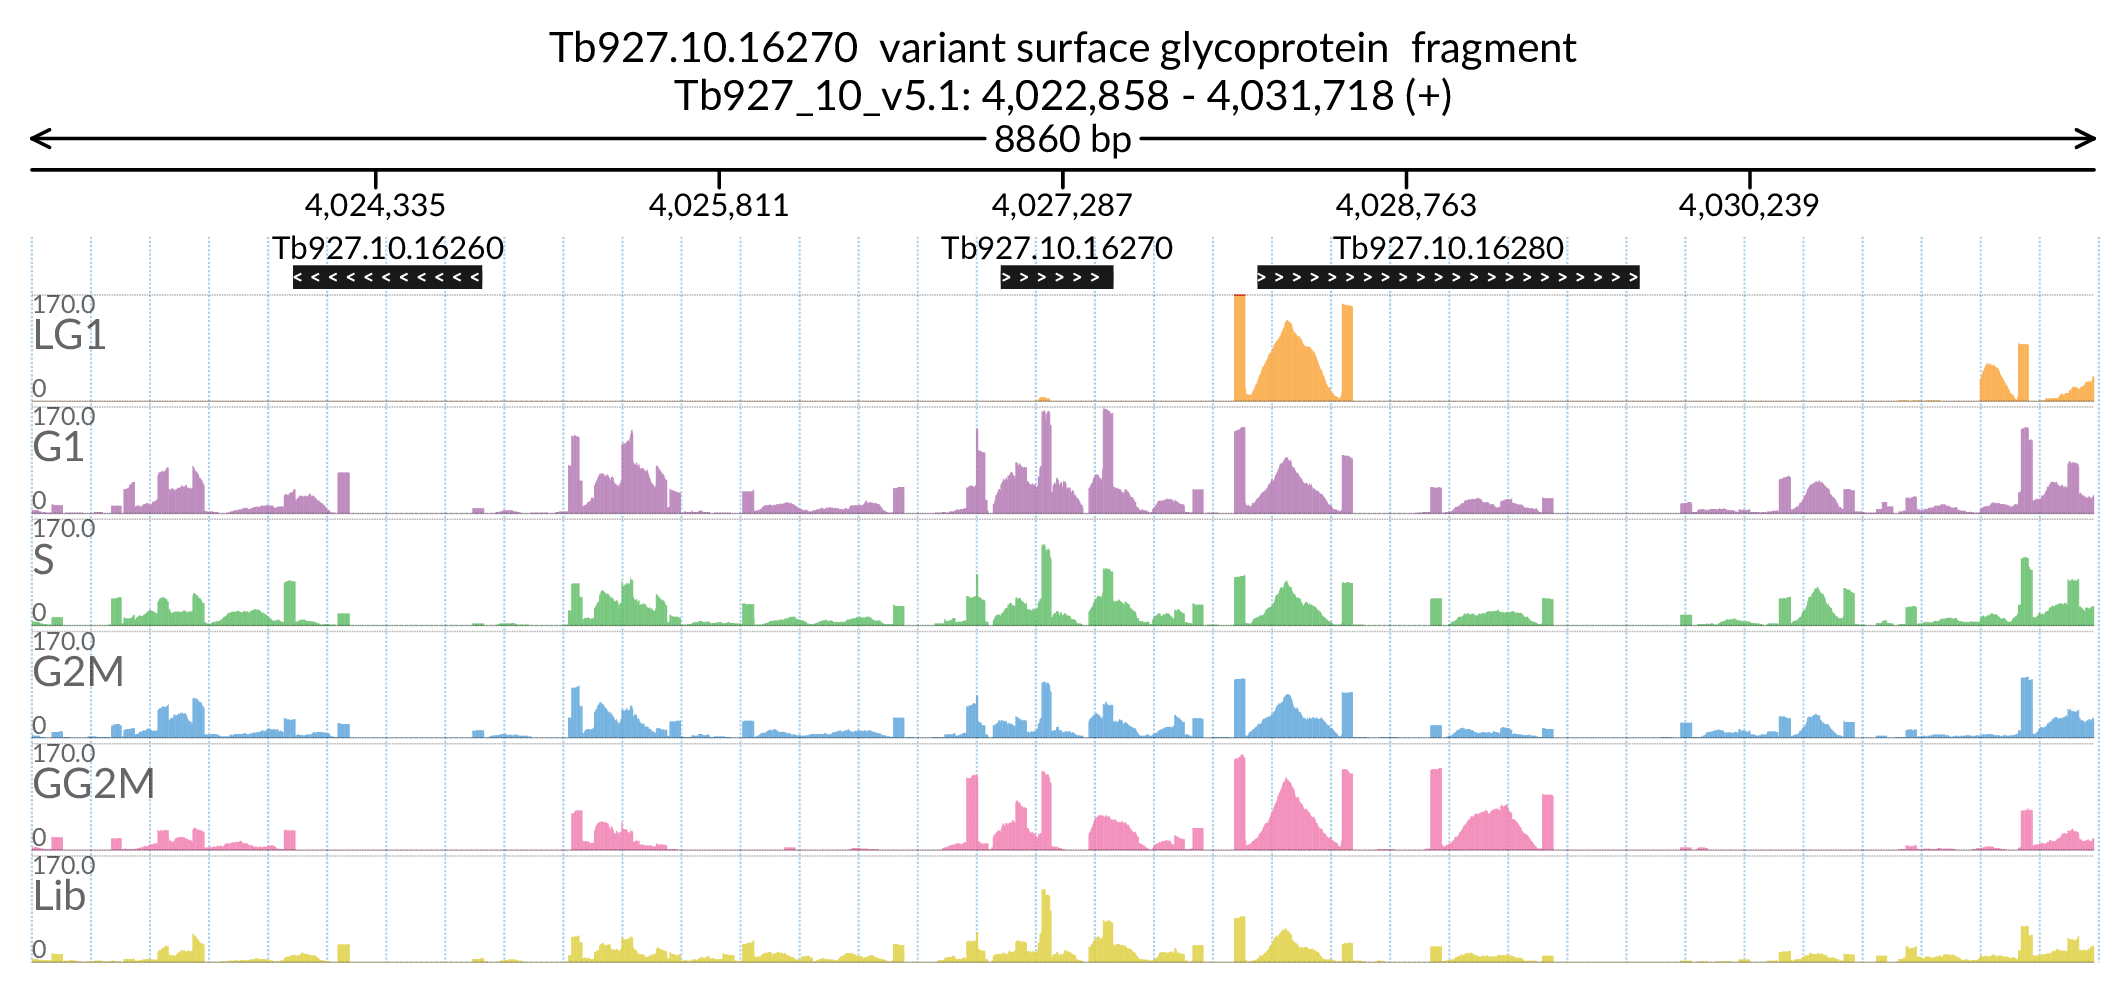 Tb927.10.16270 variant surface glycoprotein fragment
Tb927_10_v5.1: 4,022,858 - 4,031,718 (+)
8860 bp
4,024,335 4,025,811 4,027,287 4,028,763 4,030,239
Tb927.10.16260 Tb927.10.16270 Tb927.10.16280
170.0
LG1
0
170.0
G1
0
170.0
S
0
170.0
G2M
0
170.0
GG2M
0
170.0
Lib
0